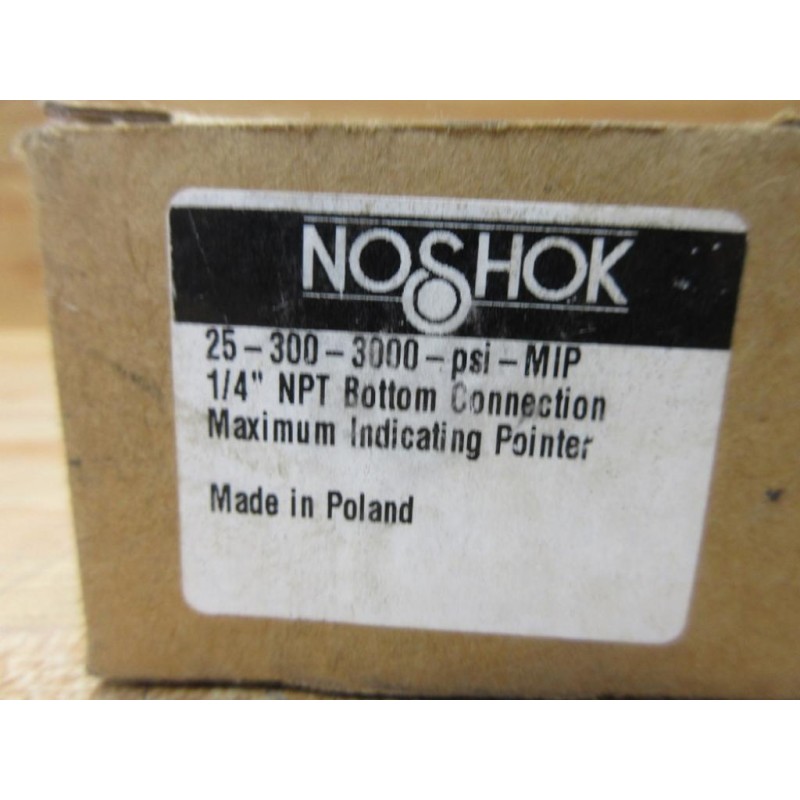 NOSHOK
25-300-3000-psi-MIP
1/4" NPT Bottom Connection
Maximum Indicating Pointer
Made in Poland